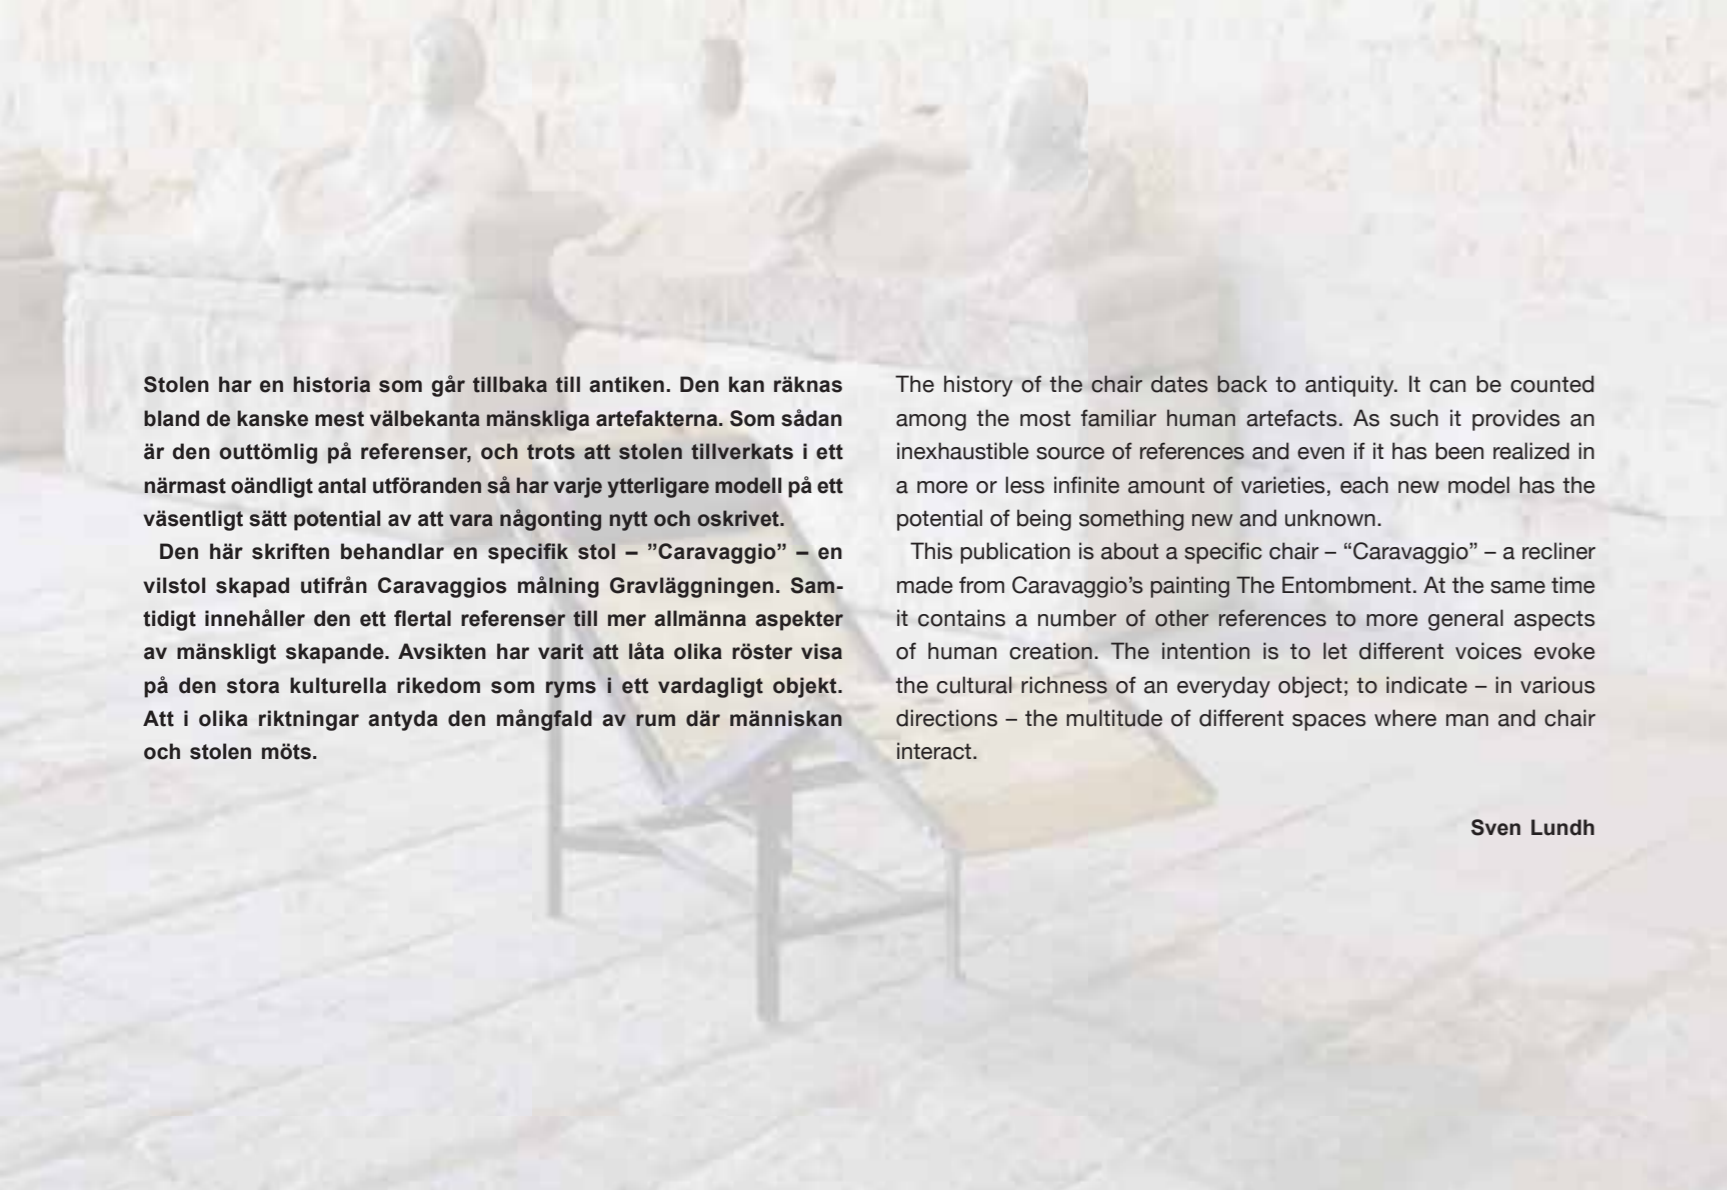 Stolen har en historia som går tillbaka till antiken. Den kan räknas
bland de kanske mest välbekanta mänskliga artefakterna. Som sådan
är den outtömlig på referenser, och trots att stolen tillverkats i ett
närmast oändligt antal utföranden så har varje ytterligare modell på ett
väsentligt sätt potential av att vara någonting nytt och oskrivet.
Den här skriften behandlar en specifik stol – ”Caravaggio” – en
vilstol skapad utifrån Caravaggios målning Gravläggningen. Sam-
tidigt innehåller den ett flertal referenser till mer allmänna aspekter
av mänskligt skapande. Avsikten har varit att låta olika röster visa
på den stora kulturella rikedom som ryms i ett vardagligt objekt.
Att i olika riktningar antyda den mångfald av rum där människan
och stolen möts.
The history of the chair dates back to antiquity. It can be counted
among the most familiar human artefacts. As such it provides an
inexhaustible source of references and even if it has been realized in
a more or less infinite amount of varieties, each new model has the
potential of being something new and unknown.
This publication is about a specific chair – “Caravaggio” – a recliner
made from Caravaggio’s painting The Entombment. At the same time
it contains a number of other references to more general aspects
of human creation. The intention is to let different voices evoke
the cultural richness of an everyday object; to indicate – in various
directions – the multitude of different spaces where man and chair
interact.
Sven Lundh